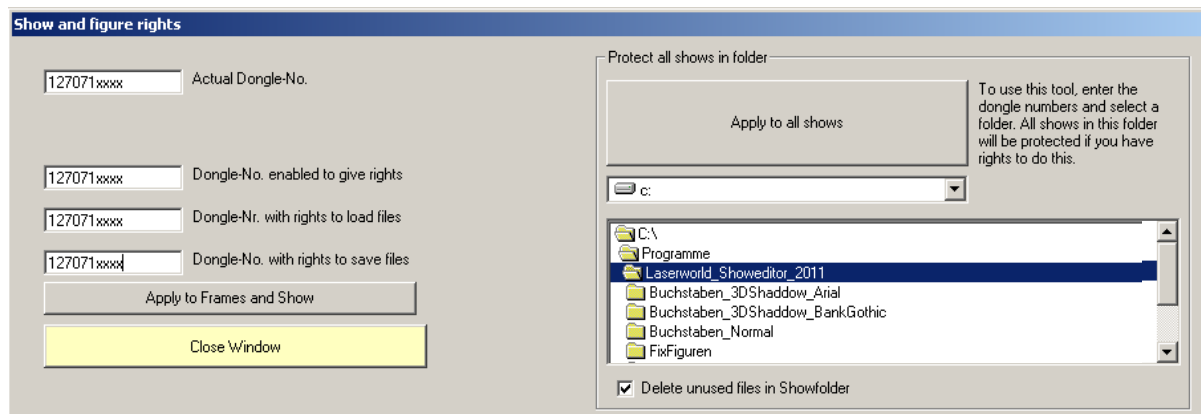 Show and figure rights
127071xxxx
Actual Dongle-No.
127071xxxx
Dongle-No. enabled to give rights
127071xxxx
Dongle-Nr. with rights to load files
127071xxxx
Dongle-No. with rights to save files
Apply to Frames and Show
Close Window
Protect all shows in folder
Apply to all shows
To use this tool, enter the
dongle numbers and select a
folder. All shows in this folder
will be protected if you have
rights to do this.
c:
C:\
Programme
Laserworld_Showeditor_2011
Buchstaben_3DShaddow_Arial
Buchstaben_3DShaddow_BankGothic
Buchstaben_Normal
FixFiguren
Delete unused files in Showfolder